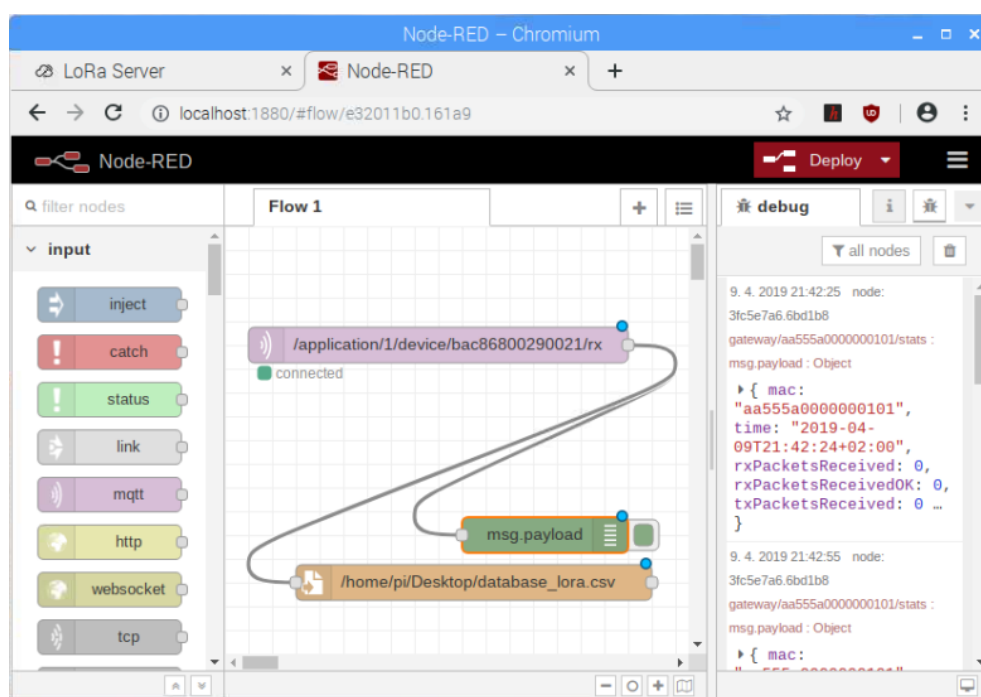 Node-RED – Chromium
LoRa Server
Node-RED
localhost:1880/#flow/e32011b0.161a9
Node-RED
Deploy
filter nodes
Flow 1
debug
i
input
all nodes
inject
catch
status
link
mqtt
http
websocket
tcp
/application/1/device/bac86800290021/rx
connected
msg.payload
/home/pi/Desktop/database_lora.csv
9. 4. 2019 21:42:25 node:
3fc5e7a6.6bd1b8
gateway/aa555a0000000101/stats :
msg.payload : Object
{ mac:
"aa555a0000000101",
time: "2019-04-
09T21:42:24+02:00",
rxPacketsReceived: 0,
rxPacketsReceivedOK: 0,
txPacketsReceived: 0 …
}
9. 4. 2019 21:42:55 node:
3fc5e7a6.6bd1b8
gateway/aa555a0000000101/stats :
msg.payload : Object
{ mac: